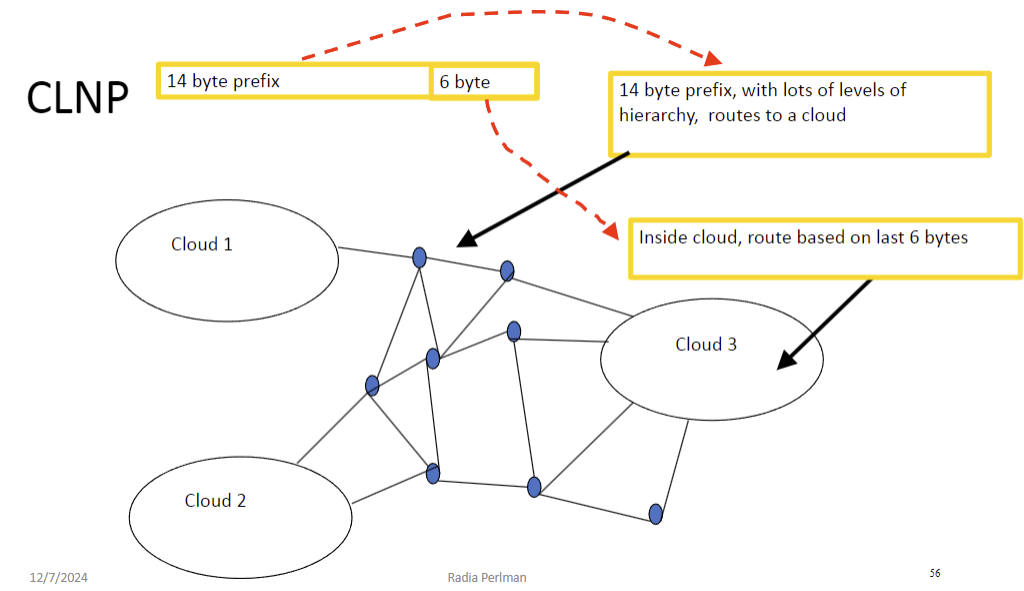 CLNP
14 byte prefix
6 byte
14 byte prefix, with lots of levels of
hierarchy, routes to a cloud
Inside cloud, route based on last 6 bytes
Cloud 1
Cloud 3
Cloud 2
12/7/2024
Radia Perlman
56